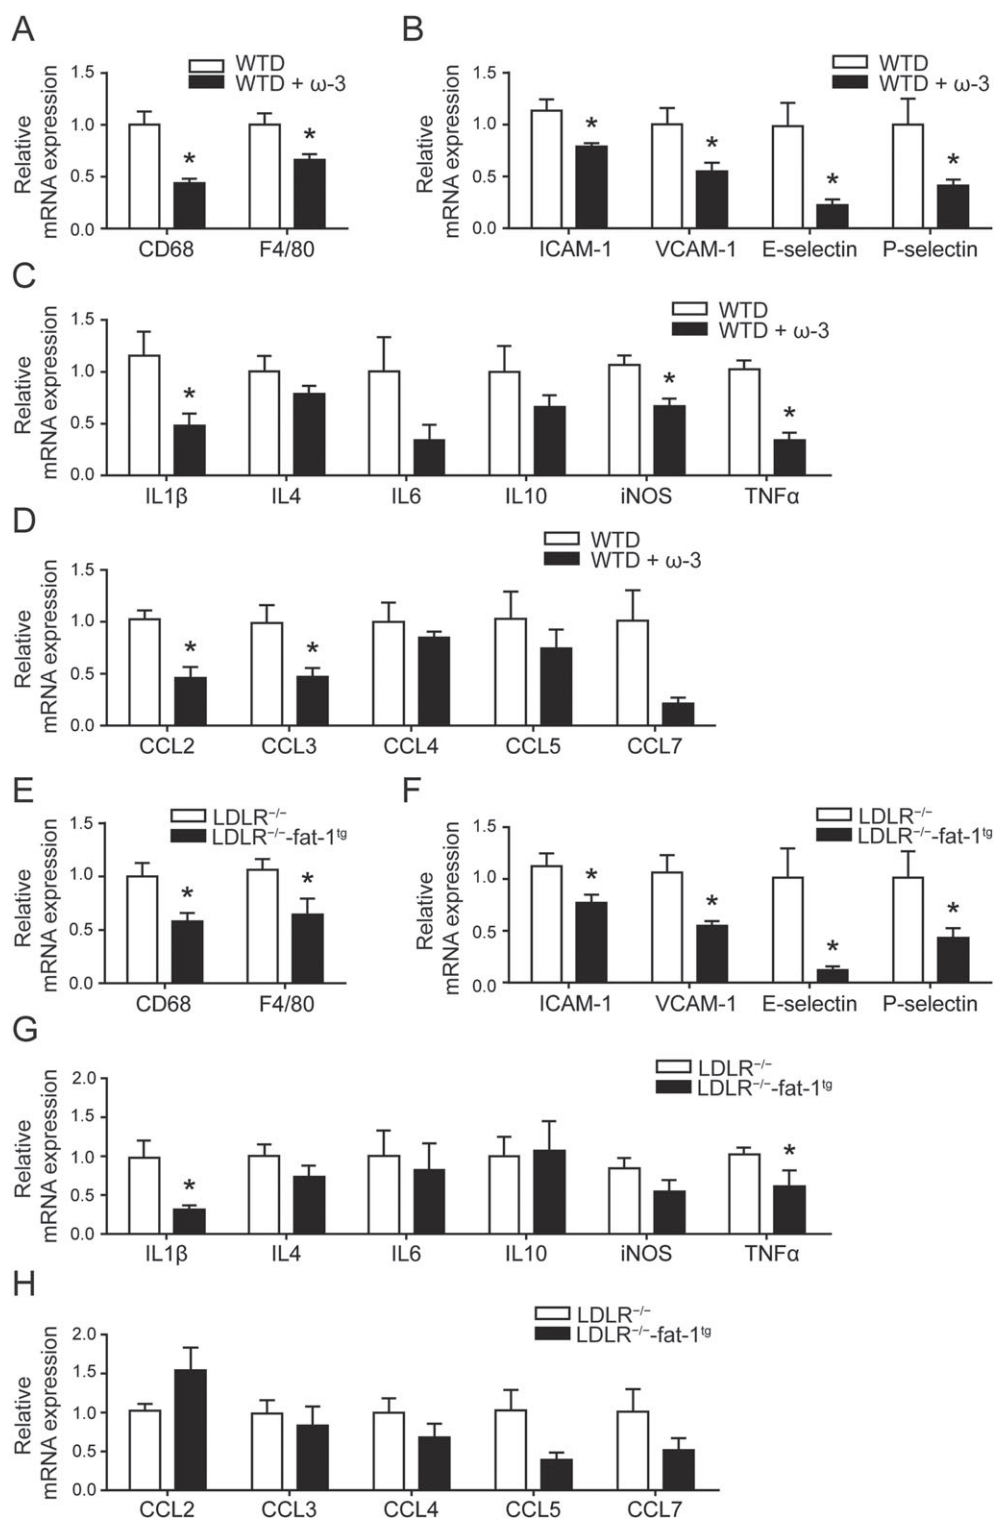 A
WTD
WTD + ω-3
Relative
mRNA expression
1.5
1.0
0.5
0.0
*
*
CD68
F4/80
B
WTD
WTD + ω-3
Relative
mRNA expression
1.5
1.0
0.5
0.0
*
*
*
*
ICAM-1
VCAM-1
E-selectin
P-selectin
C
WTD
WTD + ω-3
Relative
mRNA expression
1.5
1.0
0.5
0.0
*
*
*
IL1β
IL4
IL6
IL10
iNOS
TNFα
D
WTD
WTD + ω-3
Relative
mRNA expression
1.5
1.0
0.5
0.0
*
*
CCL2
CCL3
CCL4
CCL5
CCL7
E
LDLR⁻/⁻
LDLR⁻/⁻-fat-1ᵗᵍ
Relative
mRNA expression
1.5
1.0
0.5
0.0
*
*
CD68
F4/80
F
LDLR⁻/⁻
LDLR⁻/⁻-fat-1ᵗᵍ
Relative
mRNA expression
1.5
1.0
0.5
0.0
*
*
*
*
ICAM-1
VCAM-1
E-selectin
P-selectin
G
LDLR⁻/⁻
LDLR⁻/⁻-fat-1ᵗᵍ
Relative
mRNA expression
2.0
1.5
1.0
0.5
0.0
*
*
IL1β
IL4
IL6
IL10
iNOS
TNFα
H
LDLR⁻/⁻
LDLR⁻/⁻-fat-1ᵗᵍ
Relative
mRNA expression
2.0
1.5
1.0
0.5
0.0
CCL2
CCL3
CCL4
CCL5
CCL7